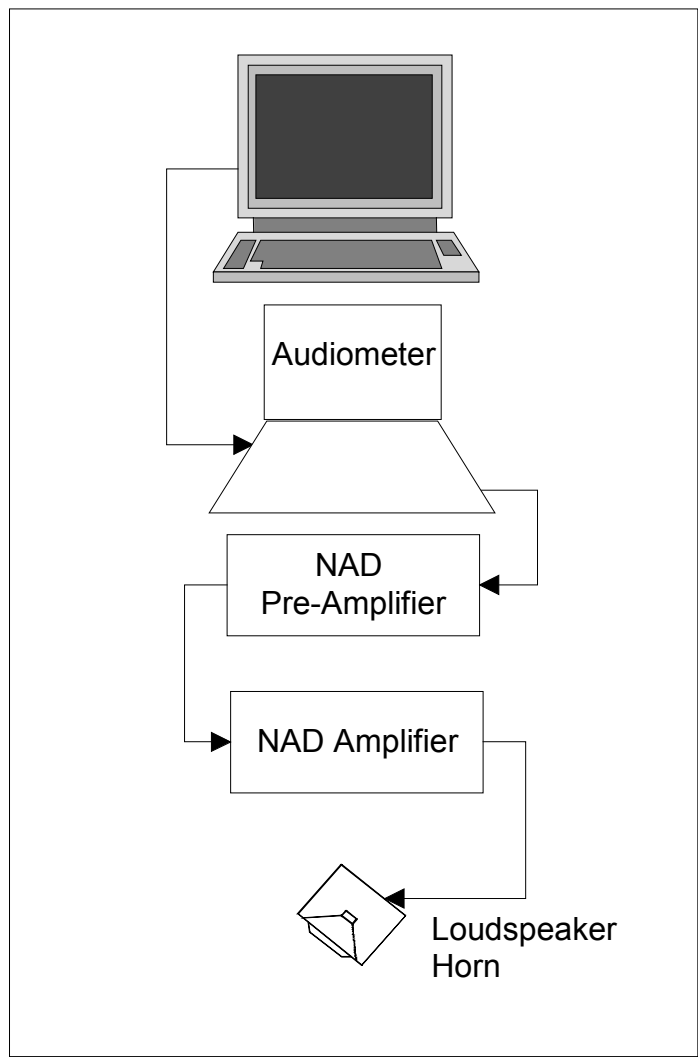 Audiometer
NAD
Pre-Amplifier
NAD Amplifier
Loudspeaker
Horn